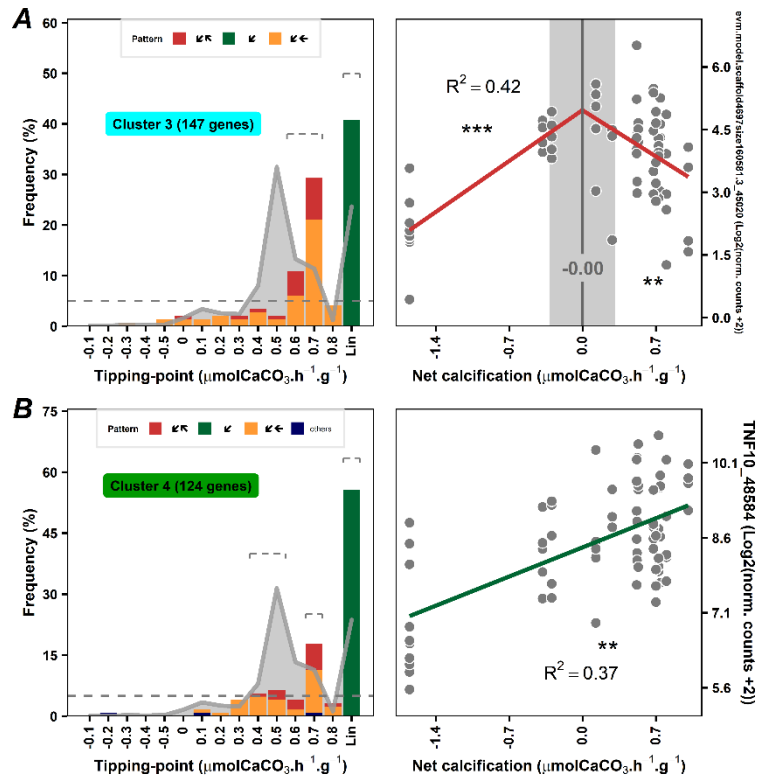 A
Pattern ↙↖ ↙ ↙←
Cluster 3 (147 genes)
Frequency (%)
60
50
40
30
20
10
0
-0.1 -0.2 -0.3 -0.4 -0.5 0 0.1 0.2 0.3 0.4 0.5 0.6 0.7 0.8 Lin
Tipping-point (µmolCaCO₃.h⁻¹.g⁻¹)
R² = 0.42
***
**
-0.00
6.0
4.5
3.0
1.5
0.0
evm.model.scaffold4697size160581:3_45020 (Log2(norm. counts +2))
-1.4 -0.7 0.0 0.7
Net calcification (µmolCaCO₃.h⁻¹.g⁻¹)
B
Pattern ↙↖ ↙ ↙← others
Cluster 4 (124 genes)
Frequency (%)
75
60
45
30
15
0
-0.1 -0.2 -0.3 -0.4 -0.5 0 0.1 0.2 0.3 0.4 0.5 0.6 0.7 0.8 Lin
Tipping-point (µmolCaCO₃.h⁻¹.g⁻¹)
**
R² = 0.37
10.1
8.6
7.1
5.6
TNF10_48584 (Log2(norm. counts +2))
-1.4 -0.7 0.0 0.7
Net calcification (µmolCaCO₃.h⁻¹.g⁻¹)